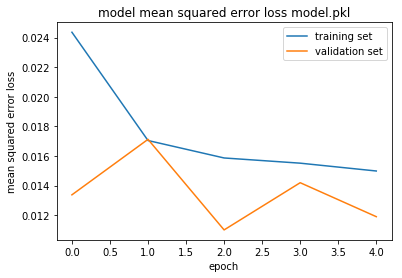 model mean squared error loss model.pkl
training set
validation set
mean squared error loss
0.024
0.022
0.020
0.018
0.016
0.014
0.012
0.0 0.5 1.0 1.5 2.0 2.5 3.0 3.5 4.0
epoch